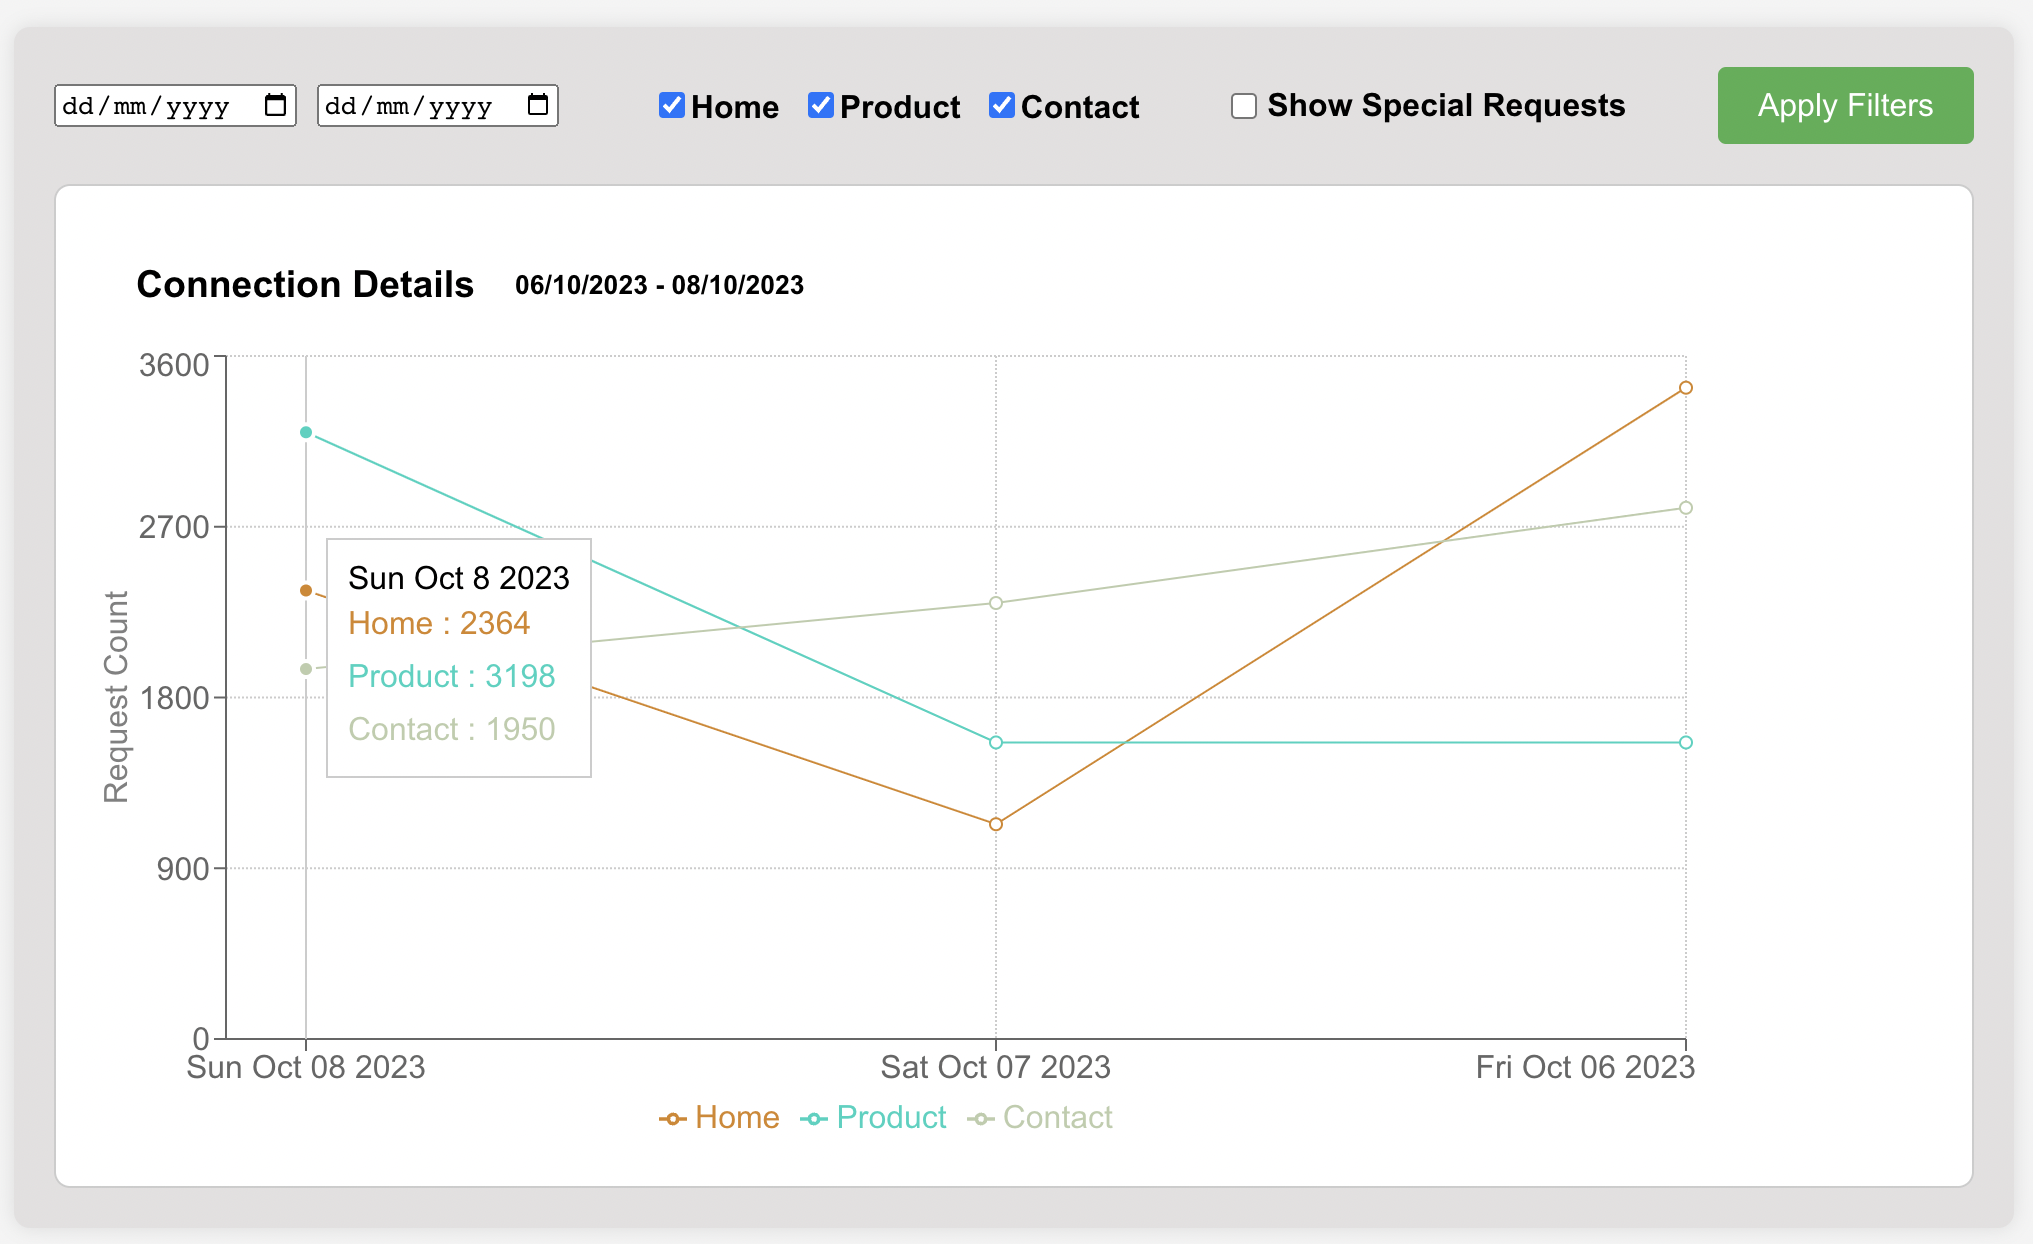 dd/mm/yyyy dd/mm/yyyy Home Product Contact Show Special Requests Apply Filters
Connection Details 06/10/2023 - 08/10/2023
3600
2700
1800
900
0
Request Count
Sun Oct 8 2023
Home : 2364
Product : 3198
Contact : 1950
Sun Oct 08 2023 Sat Oct 07 2023 Fri Oct 06 2023
Home Product Contact